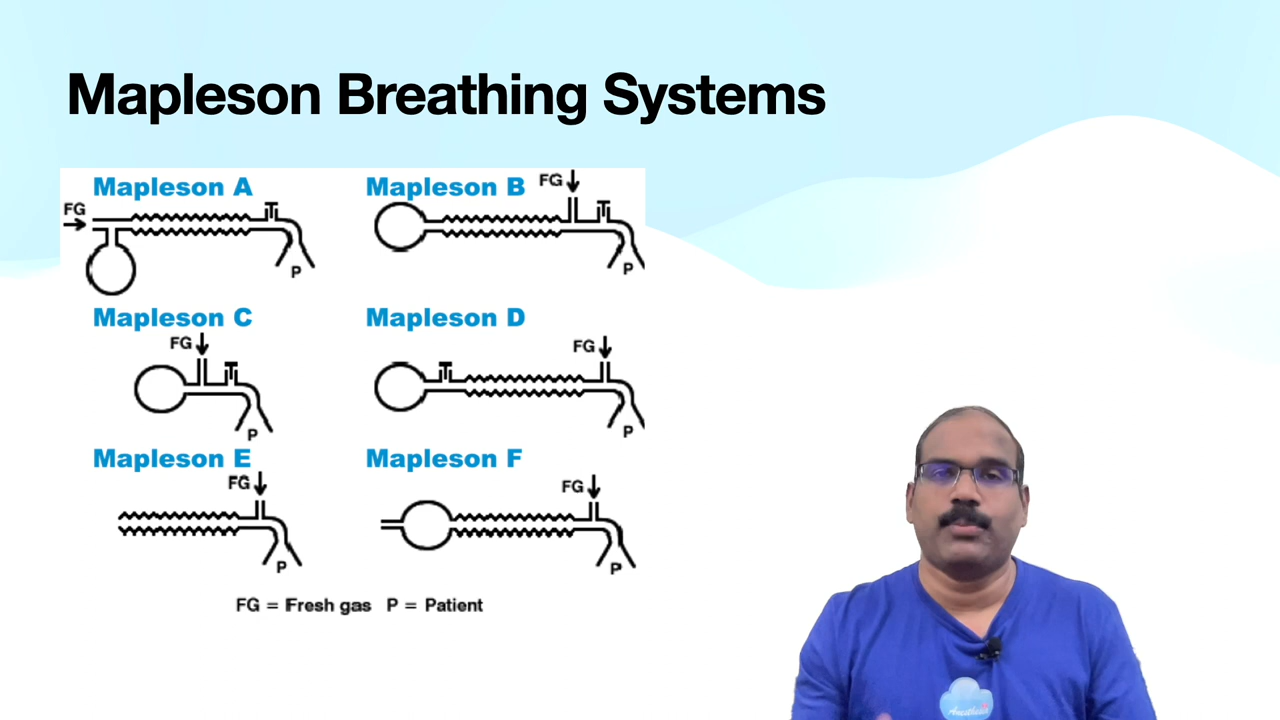 Mapleson Breathing Systems
Mapleson A
FG
P
Mapleson B
FG
P
Mapleson C
FG
P
Mapleson D
FG
P
Mapleson E
FG
P
Mapleson F
FG
P
FG = Fresh gas P = Patient
Anesthesia